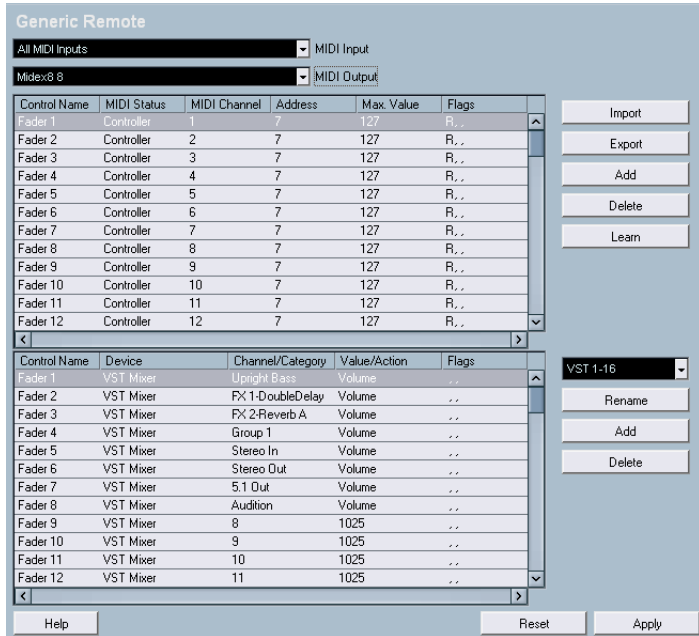 Generic Remote
All MIDI Inputs MIDI Input
Midex8 8 MIDI Output
Control Name MIDI Status MIDI Channel Address Max. Value Flags
Fader 1 Controller 1 7 127 R, ,
Fader 2 Controller 2 7 127 R, ,
Fader 3 Controller 3 7 127 R, ,
Fader 4 Controller 4 7 127 R, ,
Fader 5 Controller 5 7 127 R, ,
Fader 6 Controller 6 7 127 R, ,
Fader 7 Controller 7 7 127 R, ,
Fader 8 Controller 8 7 127 R, ,
Fader 9 Controller 9 7 127 R, ,
Fader 10 Controller 10 7 127 R, ,
Fader 11 Controller 11 7 127 R, ,
Fader 12 Controller 12 7 127 R, ,
Import
Export
Add
Delete
Learn
Control Name Device Channel/Category Value/Action Flags
Fader 1 VST Mixer Upright Bass Volume , ,
Fader 2 VST Mixer FX 1-DoubleDelay Volume , ,
Fader 3 VST Mixer FX 2-Reverb A Volume , ,
Fader 4 VST Mixer Group 1 Volume , ,
Fader 5 VST Mixer Stereo In Volume , ,
Fader 6 VST Mixer Stereo Out Volume , ,
Fader 7 VST Mixer 5.1 Out Volume , ,
Fader 8 VST Mixer Audition Volume , ,
Fader 9 VST Mixer 8 1025 , ,
Fader 10 VST Mixer 9 1025 , ,
Fader 11 VST Mixer 10 1025 , ,
Fader 12 VST Mixer 11 1025 , ,
VST 1-16
Rename
Add
Delete
Help Reset Apply